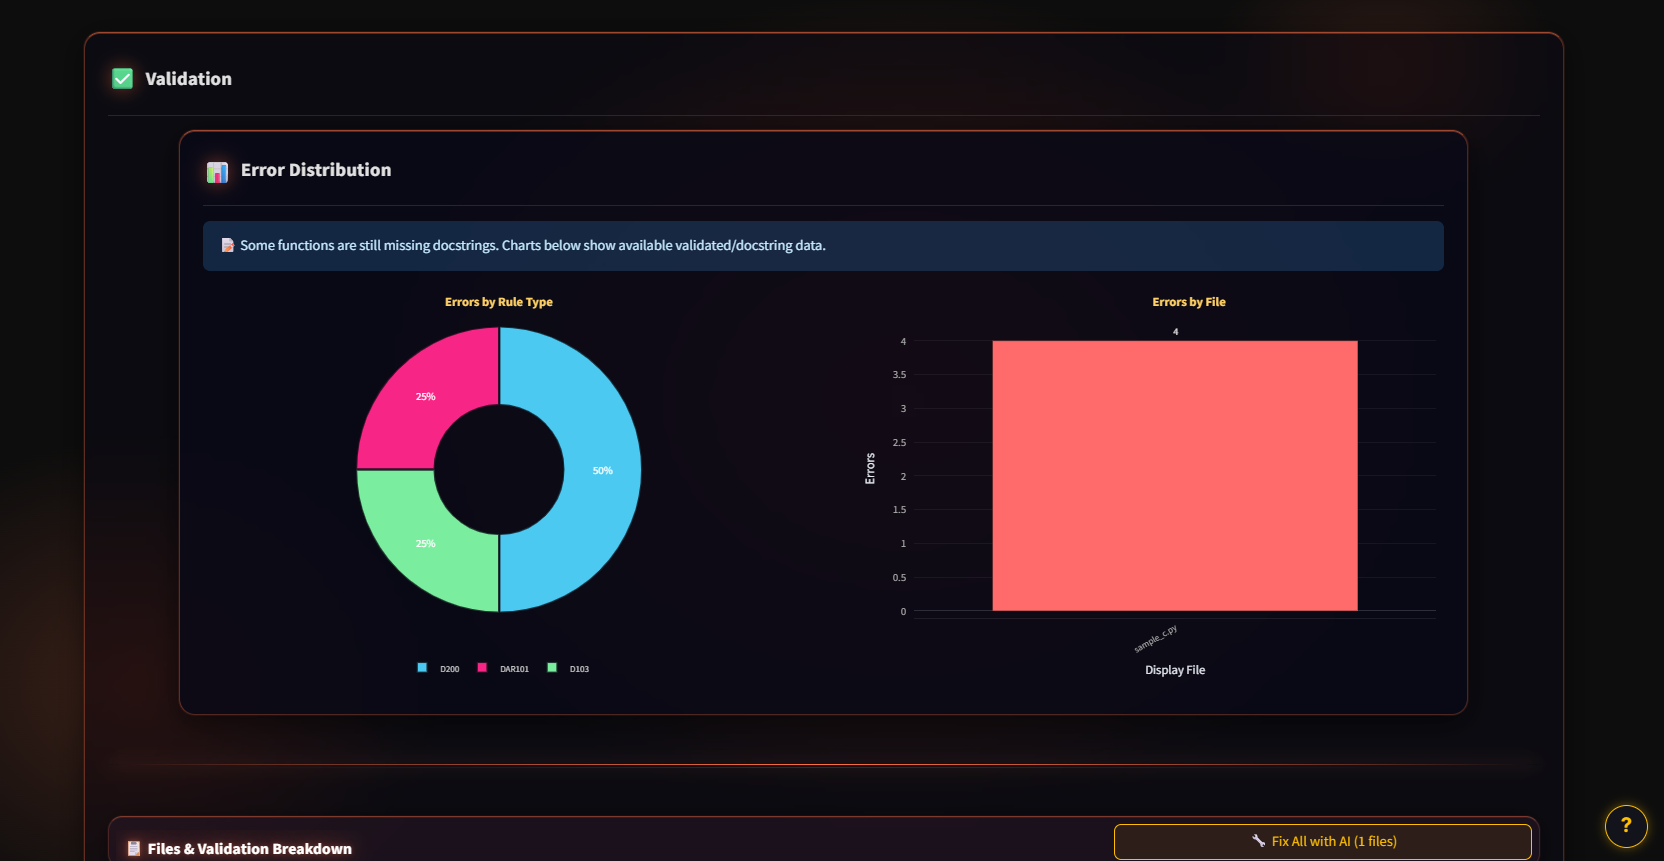 Validation
Error Distribution
Some functions are still missing docstrings. Charts below show available validated/docstring data.
Errors by Rule Type
25%
50%
25%
D200
DAR101
D103
Errors by File
4
4
3.5
3
2.5
2
1.5
1
0.5
0
Errors
sample_c.py
Display File
Files & Validation Breakdown
Fix All with AI (1 files)
?